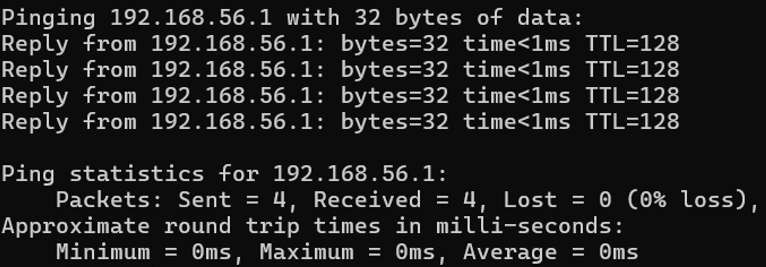 Pinging 192.168.56.1 with 32 bytes of data:
Reply from 192.168.56.1: bytes=32 time<1ms TTL=128
Reply from 192.168.56.1: bytes=32 time<1ms TTL=128
Reply from 192.168.56.1: bytes=32 time<1ms TTL=128
Reply from 192.168.56.1: bytes=32 time<1ms TTL=128

Ping statistics for 192.168.56.1:
    Packets: Sent = 4, Received = 4, Lost = 0 (0% loss),
Approximate round trip times in milli-seconds:
    Minimum = 0ms, Maximum = 0ms, Average = 0ms